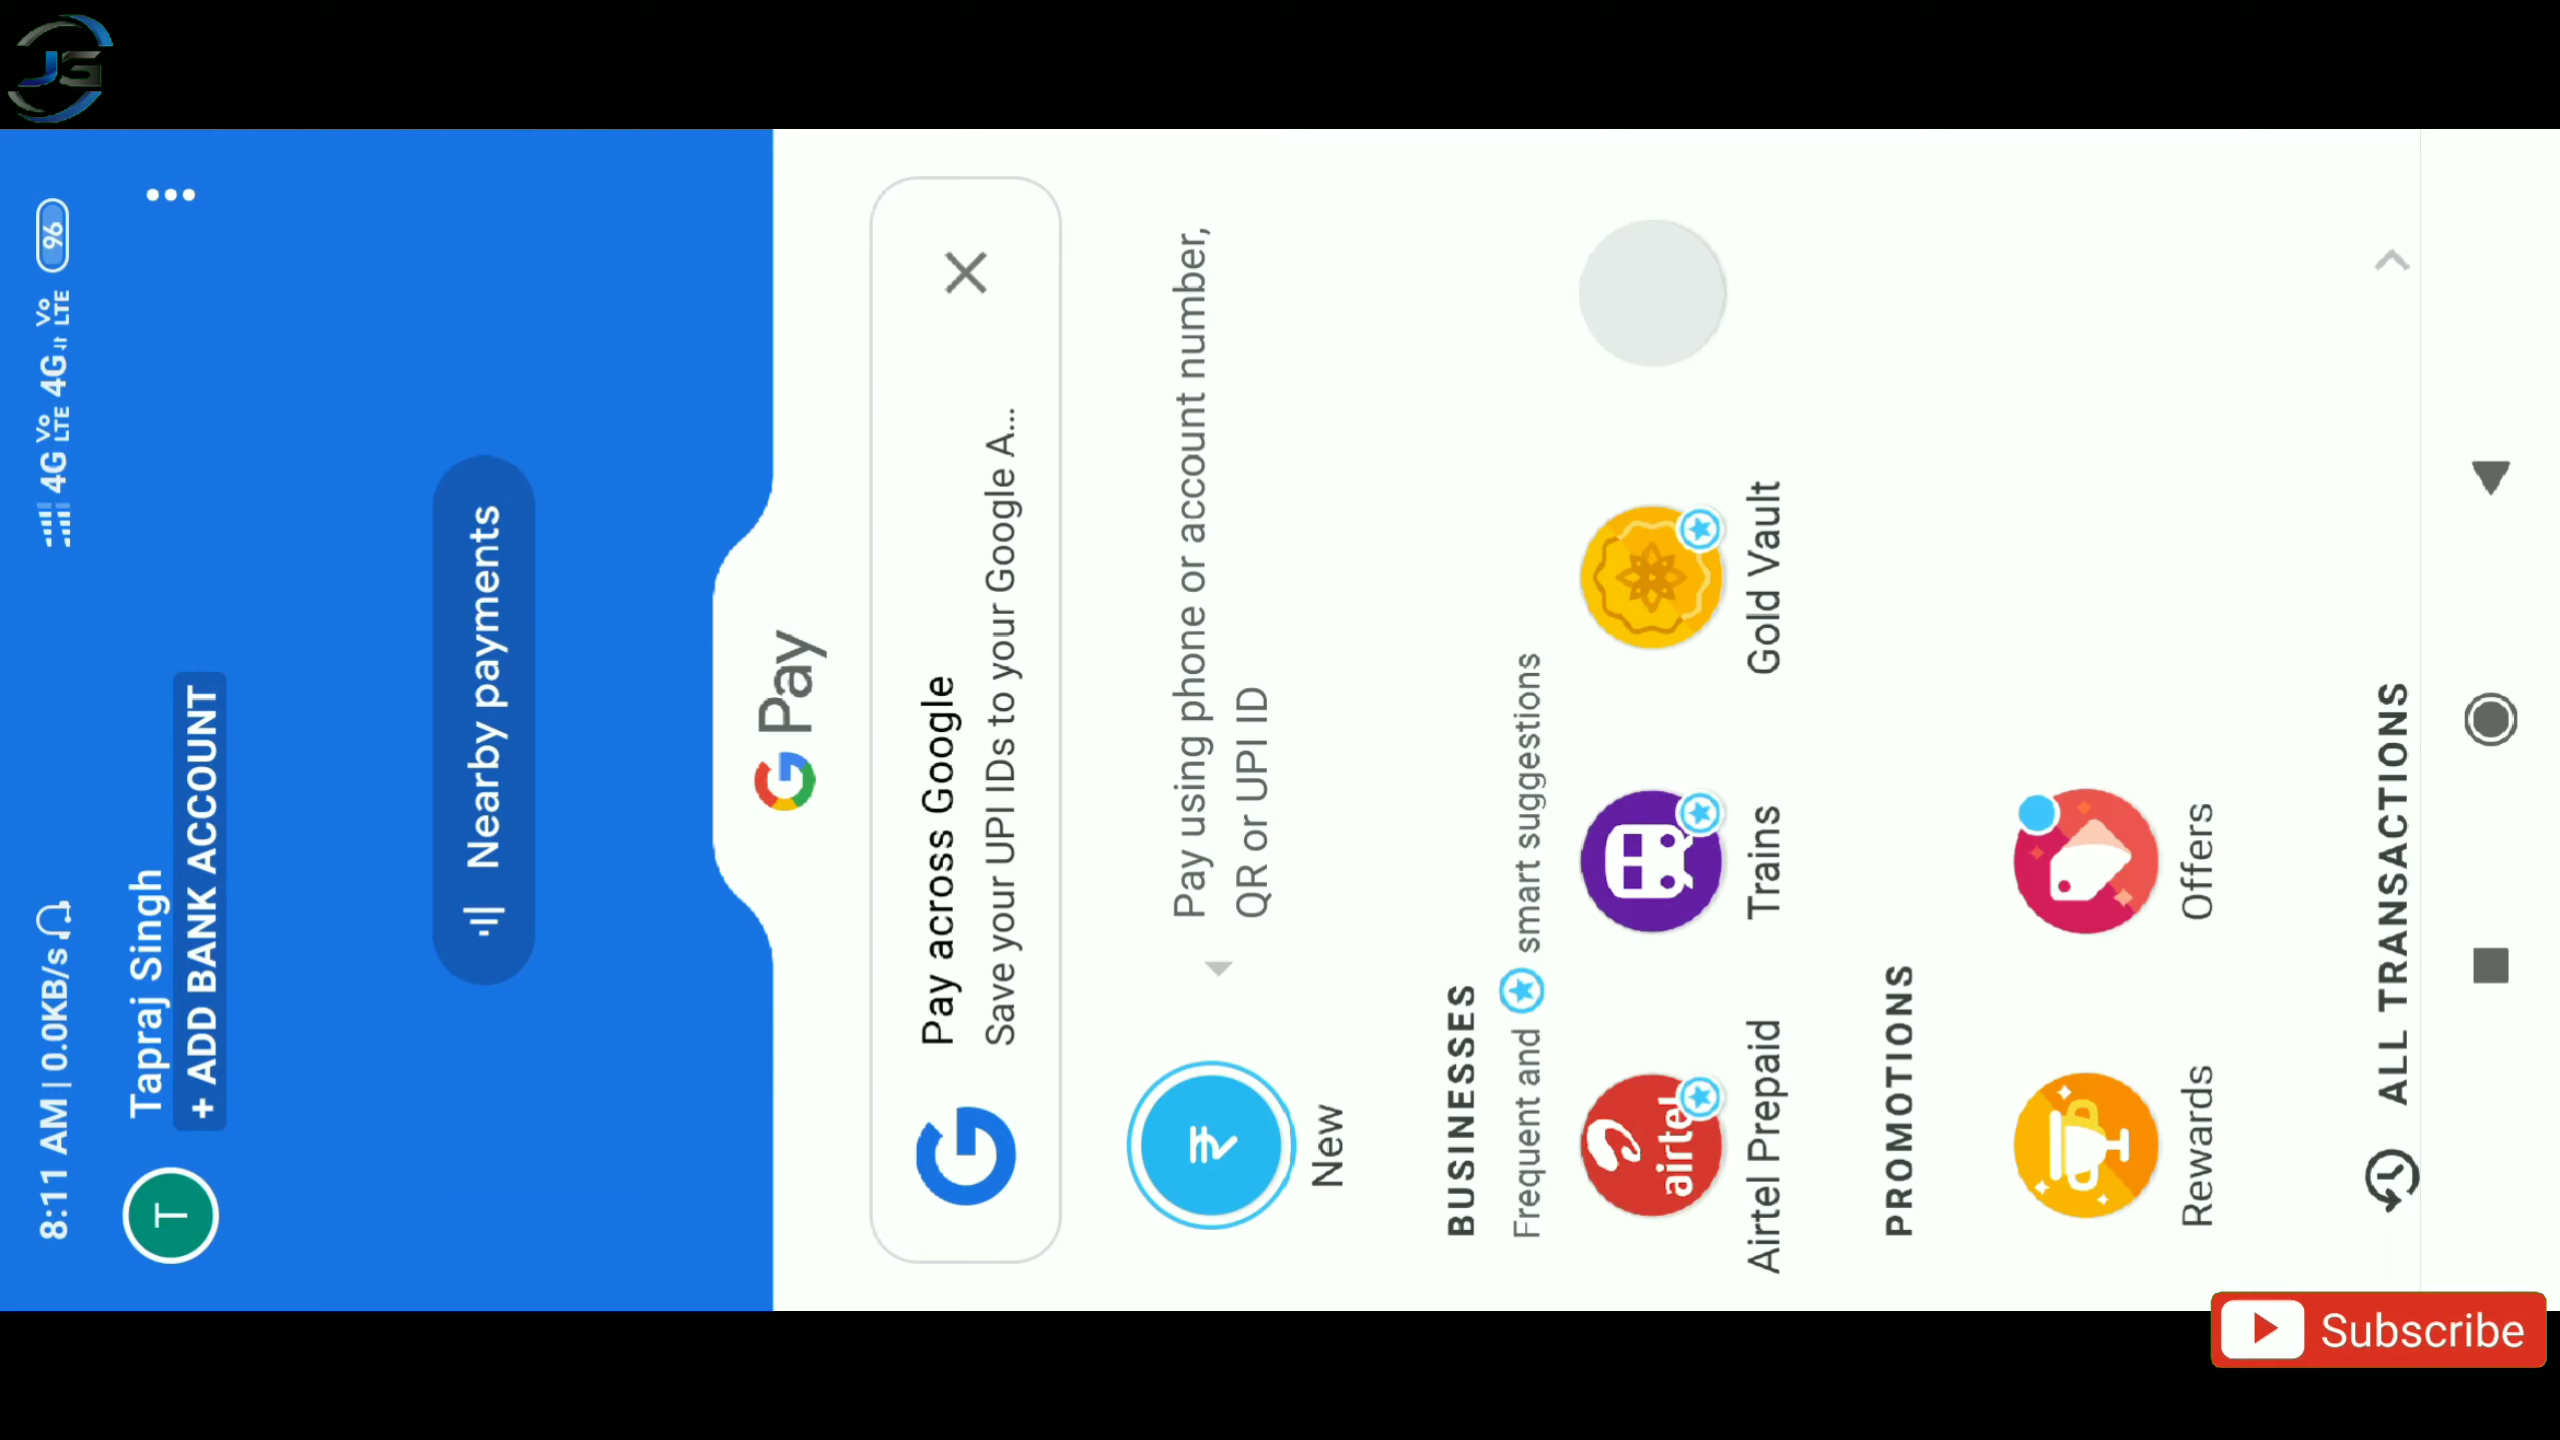 JG
8:11 AM | 0.0KB/s
4G Vo LTE 4G Vo LTE %
T
Tapraj Singh
+ ADD BANK ACCOUNT
Nearby payments
G Pay
Pay across Google
Save your UPI IDs to your Google A...
₹
New
Pay using phone or account number,
QR or UPI ID
BUSINESSES
Frequent and smart suggestions
airtel
Airtel Prepaid
Trains
Gold Vault
PROMOTIONS
Rewards
Offers
ALL TRANSACTIONS
Subscribe